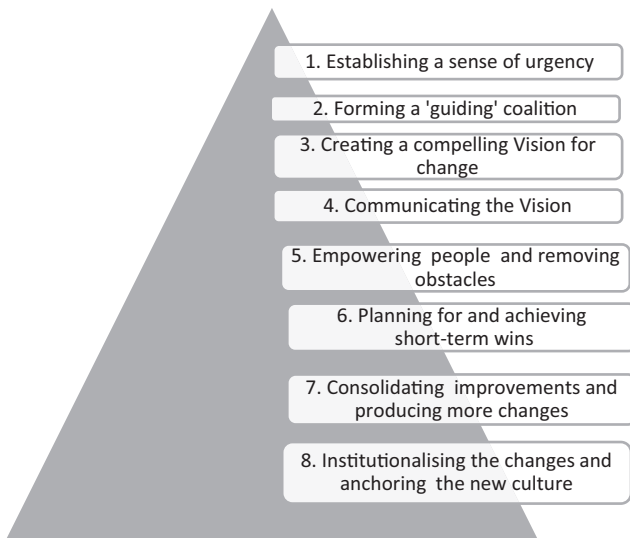 1. Establishing a sense of urgency
2. Forming a 'guiding' coalition
3. Creating a compelling Vision for
change
4. Communicating the Vision
5. Empowering people and removing
obstacles
6. Planning for and achieving
short-term wins
7. Consolidating improvements and
producing more changes
8. Institutionalising the changes and
anchoring the new culture